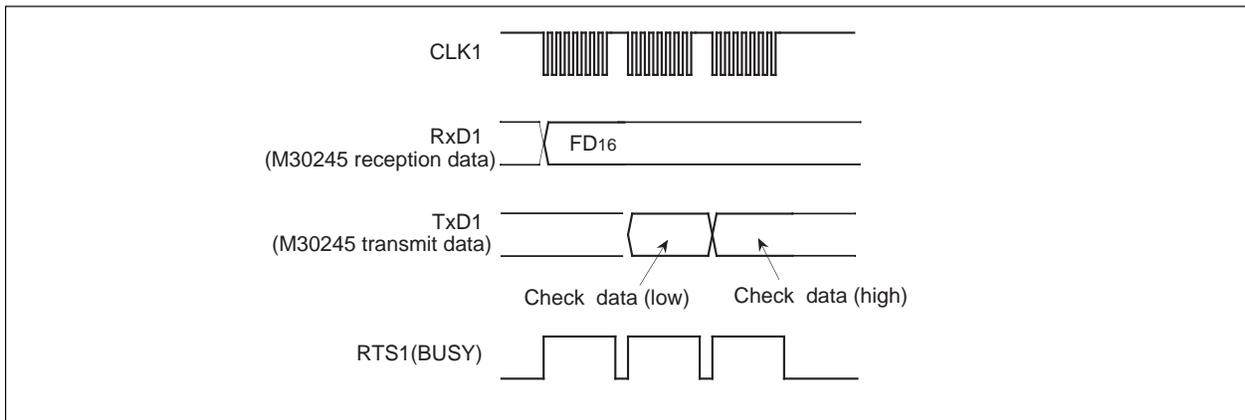 CLK1
RxD1
(M30245 reception data)
FD16
TxD1
(M30245 transmit data)
Check data (low)
Check data (high)
RTS1(BUSY)